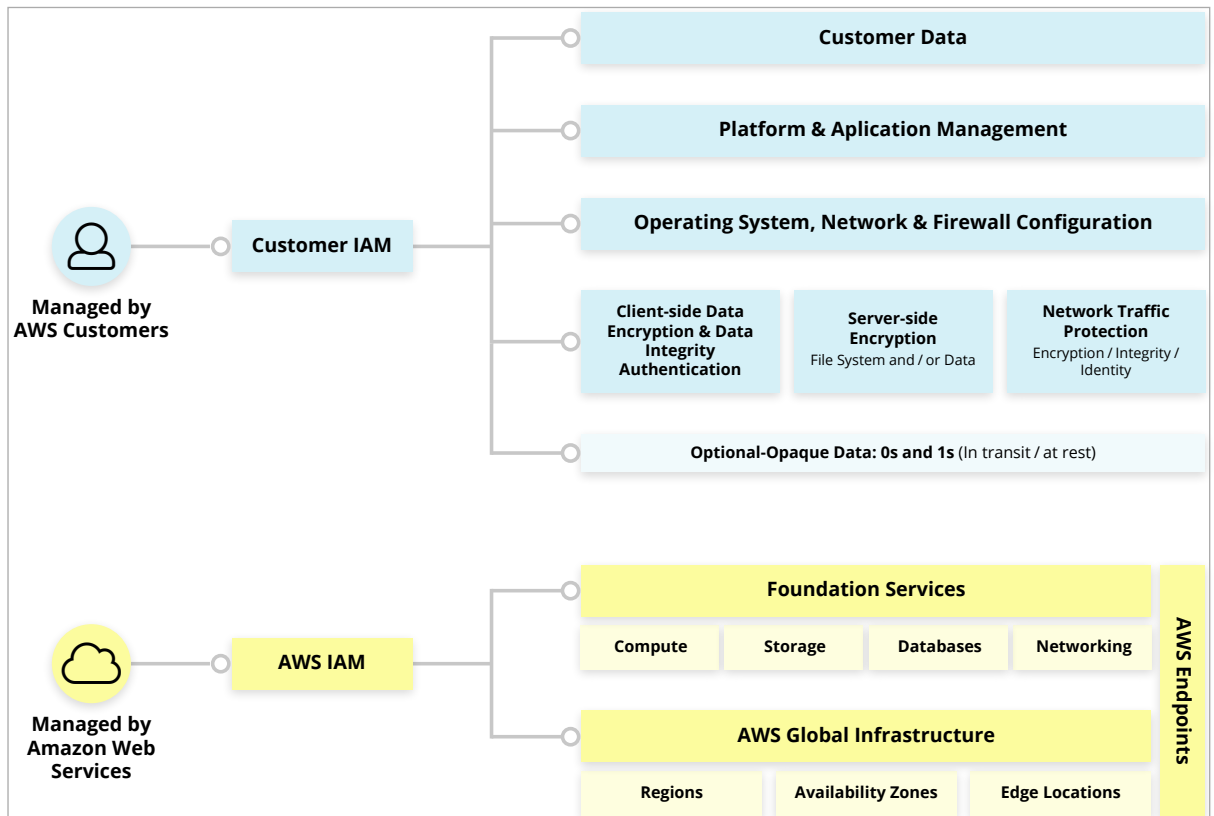 Customer Data
Platform & Aplication Management
Operating System, Network & Firewall Configuration
Customer IAM
Managed by
AWS Customers
Client-side Data
Encryption & Data
Integrity
Authentication
Server-side
Encryption
File System and / or Data
Network Traffic
Protection
Encryption / Integrity /
Identity
Optional-Opaque Data: 0s and 1s (In transit / at rest)
Foundation Services
Compute
Storage
Databases
Networking
AWS IAM
Managed by
Amazon Web
Services
AWS Global Infrastructure
Regions
Availability Zones
Edge Locations
AWS Endpoints